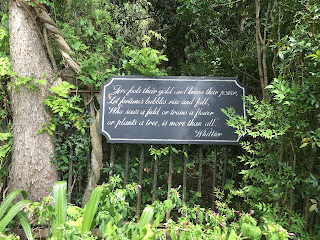 Give fools their gold and knaves their power,
Let fortune's bubbles rise and fall,
Who sows a field or trains a flower
or plants a tree, is more than all.
Whittier